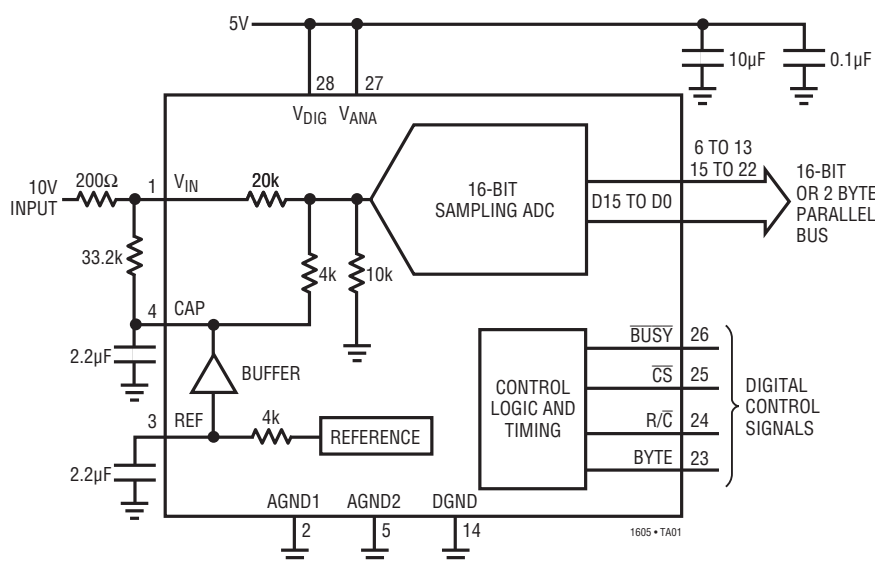 5V
10µF
0.1µF
28
27
V_DIG
V_ANA
10V
INPUT
200Ω
1
V_IN
20k
16-BIT
SAMPLING ADC
D15 TO D0
6 TO 13
15 TO 22
16-BIT
OR 2 BYTE
PARALLEL
BUS
33.2k
4k
10k
4
CAP
2.2µF
BUFFER
3
REF
4k
REFERENCE
2.2µF
CONTROL
LOGIC AND
TIMING
B̅U̅S̅Y̅
26
C̅S̅
25
R/C̅
24
BYTE
23
DIGITAL
CONTROL
SIGNALS
AGND1
AGND2
DGND
2
5
14
1605 • TA01